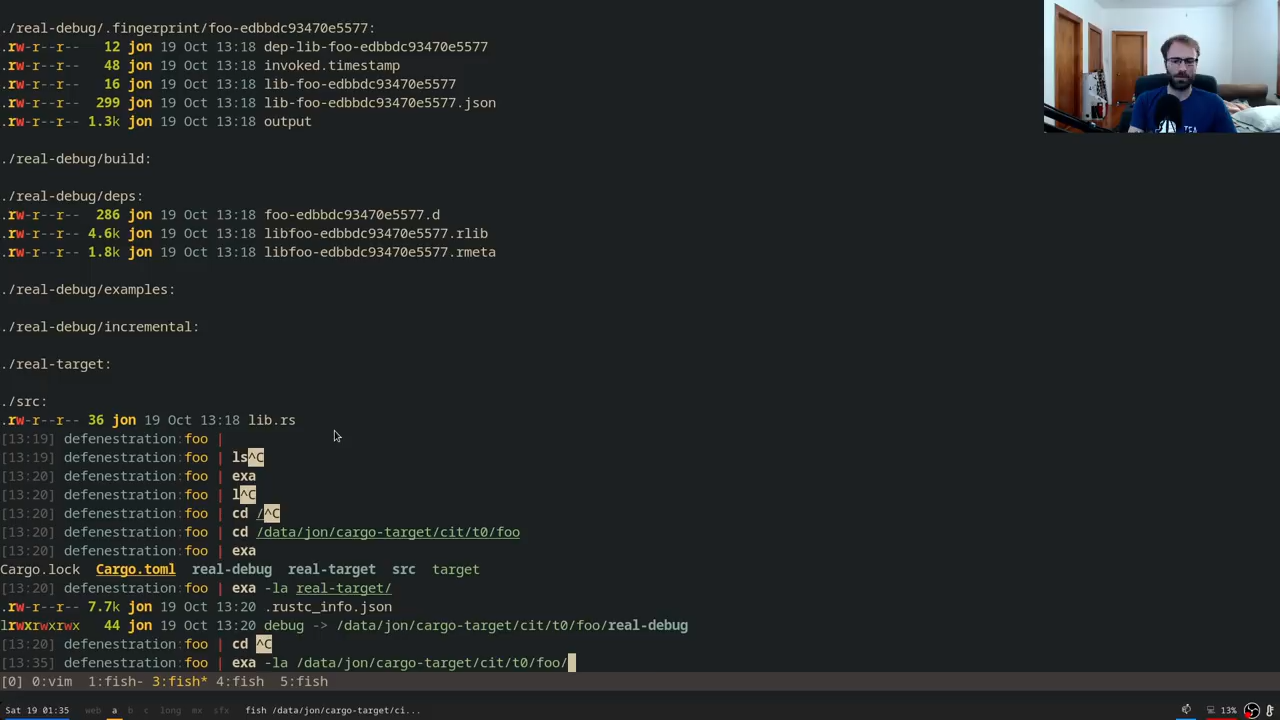 ./real-debug/.fingerprint/foo-edbbdc93470e5577:
.rw-r--r-- 12 jon 19 Oct 13:18 dep-lib-foo-edbbdc93470e5577
.rw-r--r-- 48 jon 19 Oct 13:18 invoked.timestamp
.rw-r--r-- 16 jon 19 Oct 13:18 lib-foo-edbbdc93470e5577
.rw-r--r-- 299 jon 19 Oct 13:18 lib-foo-edbbdc93470e5577.json
.rw-r--r-- 1.3k jon 19 Oct 13:18 output
./real-debug/build:
./real-debug/deps:
.rw-r--r-- 286 jon 19 Oct 13:18 foo-edbbdc93470e5577.d
.rw-r--r-- 4.6k jon 19 Oct 13:18 libfoo-edbbdc93470e5577.rlib
.rw-r--r-- 1.8k jon 19 Oct 13:18 libfoo-edbbdc93470e5577.rmeta
./real-debug/examples:
./real-debug/incremental:
./real-target:
./src:
.rw-r--r-- 36 jon 19 Oct 13:18 lib.rs
[13:19] defenestration:foo |
[13:19] defenestration:foo | ls^C
[13:20] defenestration:foo | exa
[13:20] defenestration:foo | l^C
[13:20] defenestration:foo | cd /^C
[13:20] defenestration:foo | cd /data/jon/cargo-target/cit/t0/foo
[13:20] defenestration:foo | exa
Cargo.lock Cargo.toml real-debug real-target src target
[13:20] defenestration:foo | exa -la real-target/
.rw-r--r-- 7.7k jon 19 Oct 13:20 .rustc_info.json
lrwxrwxrwx 44 jon 19 Oct 13:20 debug -> /data/jon/cargo-target/cit/t0/foo/real-debug
[13:20] defenestration:foo | cd ^C
[13:35] defenestration:foo | exa -la /data/jon/cargo-target/cit/t0/foo/
[0] 0:vim 1:fish- 3:fish* 4:fish 5:fish
Sat 19 01:35 web a b c long mx sfx fish /data/jon/cargo-target/ci... 13%